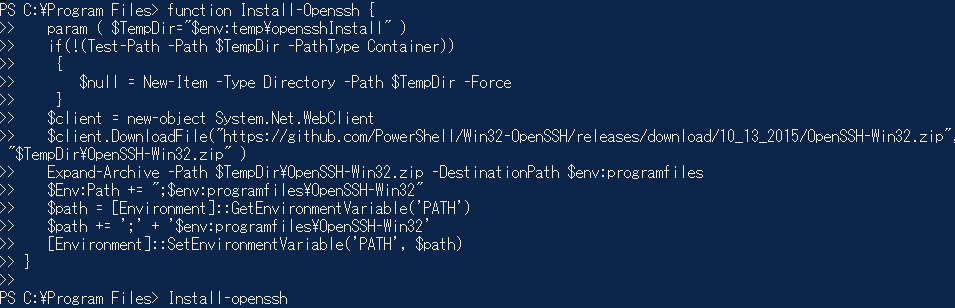 PS C:¥Program Files> function Install-Openssh {
>>   param ( $TempDir="$env:temp¥opensshInstall" )
>>   if(!(Test-Path -Path $TempDir -PathType Container))
>>    {
>>      $null = New-Item -Type Directory -Path $TempDir -Force
>>    }
>>   $client = new-object System.Net.WebClient
>>   $client.DownloadFile("https://github.com/PowerShell/Win32-OpenSSH/releases/download/10_13_2015/OpenSSH-Win32.zip",
"$TempDir¥OpenSSH-Win32.zip" )
>>   Expand-Archive -Path $TempDir¥OpenSSH-Win32.zip -DestinationPath $env:programfiles
>>   $Env:Path += ";$env:programfiles¥OpenSSH-Win32"
>>   $path = [Environment]::GetEnvironmentVariable('PATH')
>>   $path += ';' + '$env:programfiles¥OpenSSH-Win32'
>>   [Environment]::SetEnvironmentVariable('PATH', $path)
>> }
>>
PS C:¥Program Files> Install-openssh